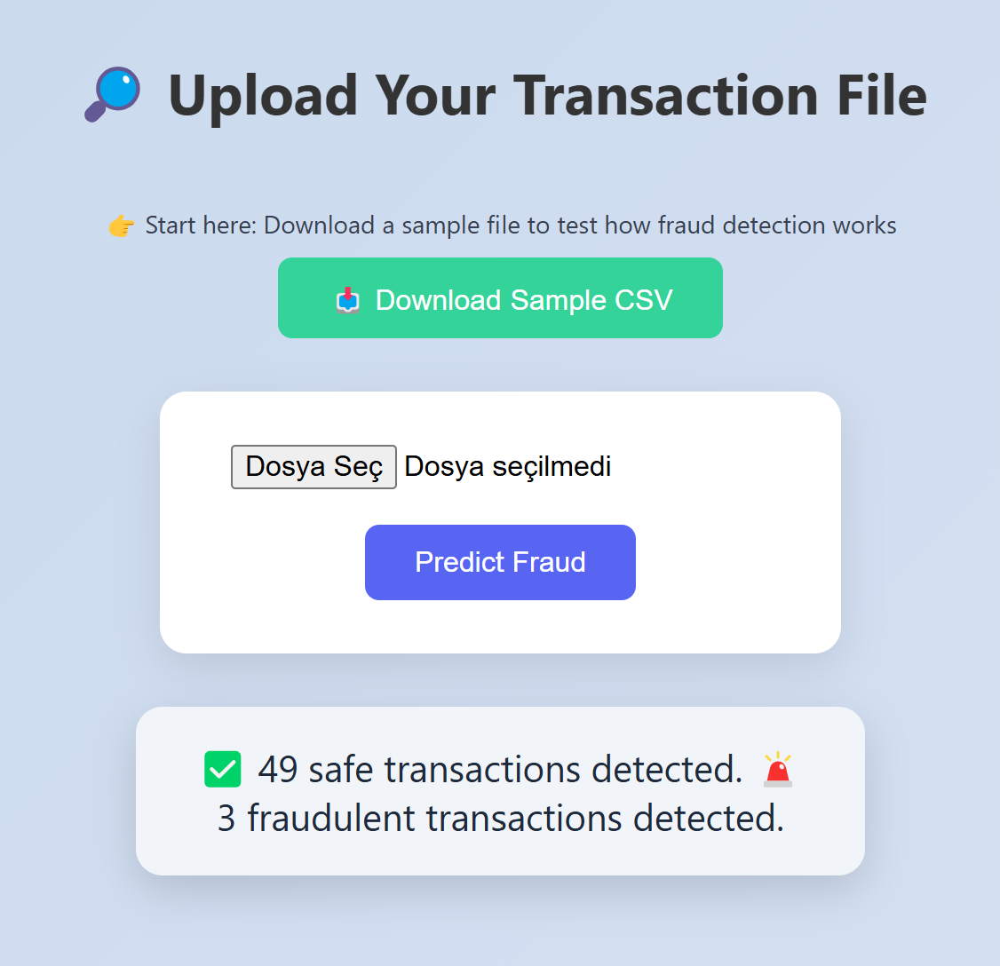 Upload Your Transaction File
Start here: Download a sample file to test how fraud detection works
Download Sample CSV
Dosya Seç Dosya seçilmedi
Predict Fraud
49 safe transactions detected.
3 fraudulent transactions detected.